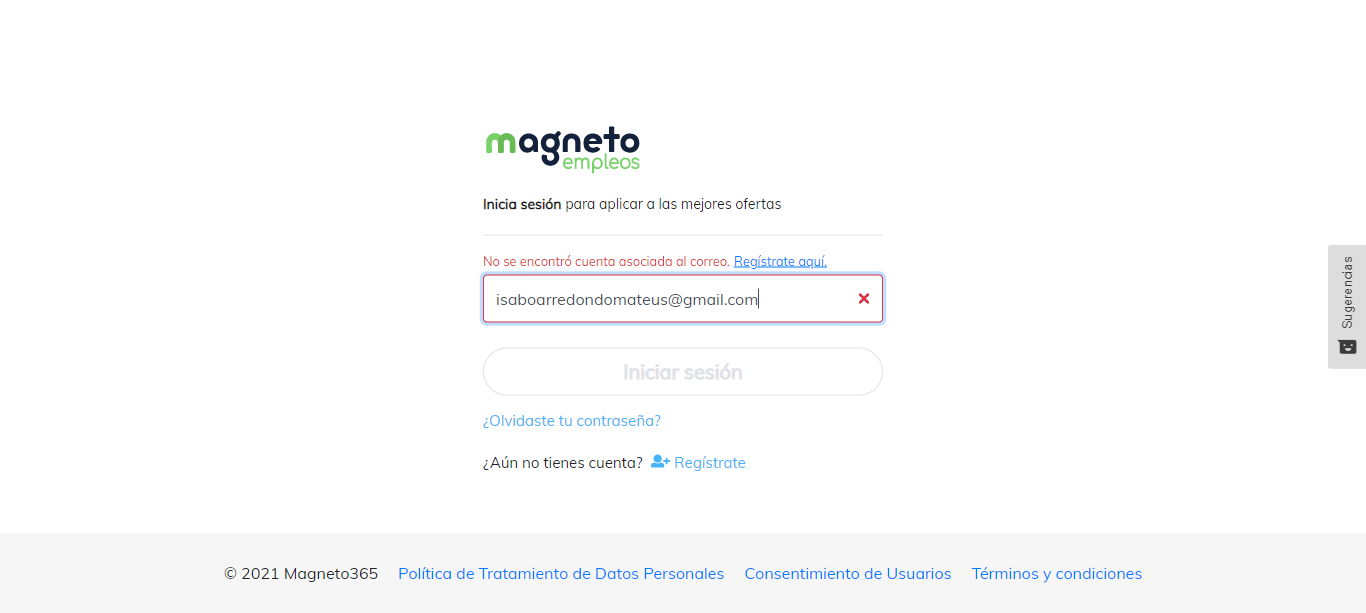 magneto
empleos
Inicia sesión para aplicar a las mejores ofertas
No se encontró cuenta asociada al correo. Regístrate aquí.
isaboarredondomateus@gmail.com
Iniciar sesión
¿Olvidaste tu contraseña?
¿Aún no tienes cuenta? Regístrate
Sugerencias
© 2021 Magneto365 Política de Tratamiento de Datos Personales Consentimiento de Usuarios Términos y condiciones